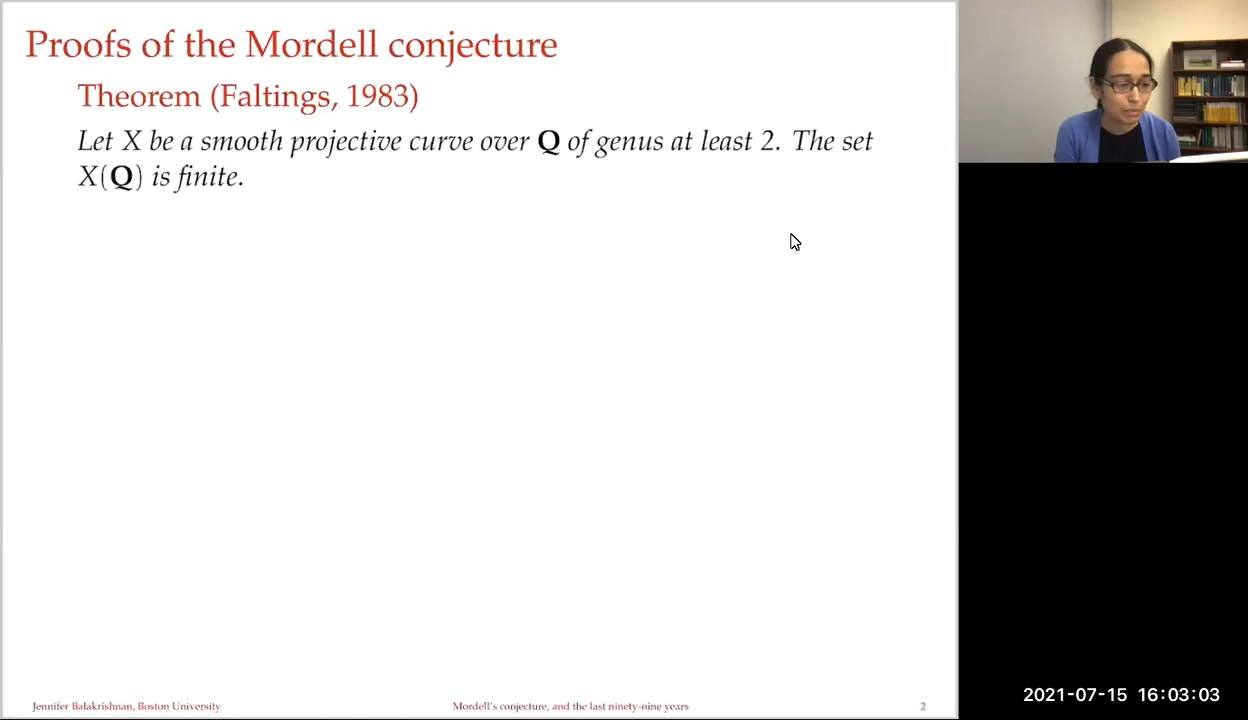 Proofs of the Mordell conjecture
Theorem (Faltings, 1983)
Let X be a smooth projective curve over Q of genus at least 2. The set
X(Q) is finite.
Jennifer Balakrishnan, Boston University
Mordell's conjecture, and the last ninety-nine years
2
2021-07-15 16:03:03